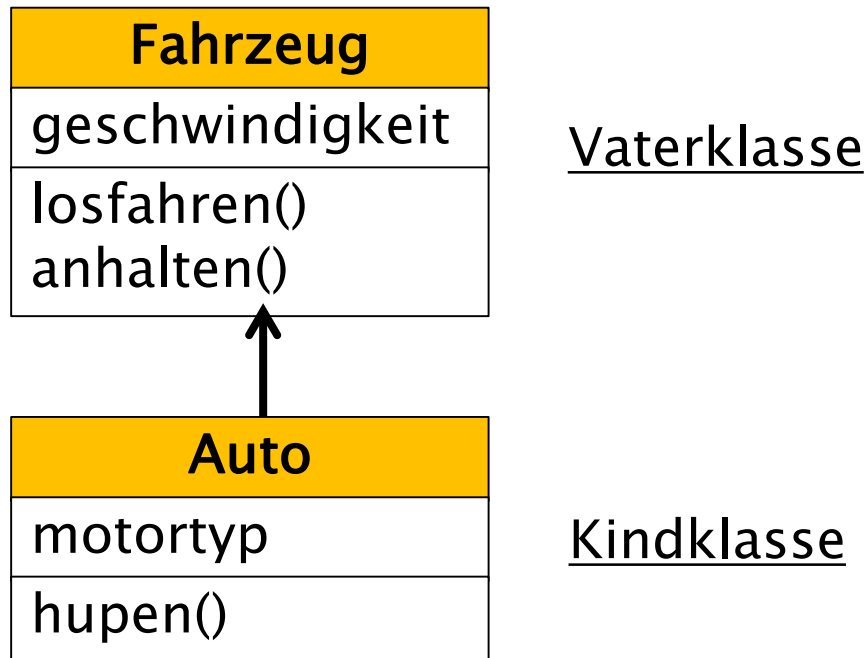 Fahrzeug
geschwindigkeit
losfahren()
anhalten()
Vaterklasse
Auto
motortyp
hupen()
Kindklasse